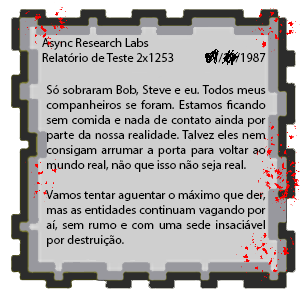 Async Research Labs
Relatório de Teste 2x1253 / /1987
Só sobraram Bob, Steve e eu. Todos meus
companheiros se foram. Estamos ficando
sem comida e nada de contato ainda por
parte da nossa realidade. Talvez eles nem
consigam arrumar a porta para voltar ao
mundo real, não que isso não seja real.
Vamos tentar aguentar o máximo que der,
mas as entidades continuam vagando por
aí, sem rumo e com uma sede insaciável
por destruição.